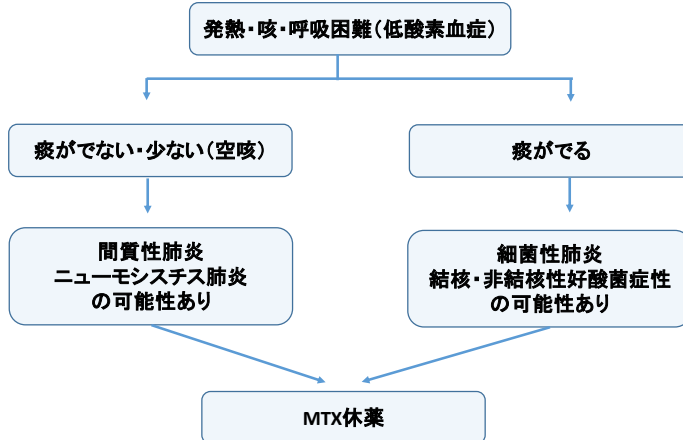 発熱・咳・呼吸困難（低酸素血症）
痰がでない・少ない（空咳）
痰がでる
間質性肺炎
ニューモシスチス肺炎
の可能性あり
細菌性肺炎
結核・非結核性好酸菌症性
の可能性あり
MTX休薬